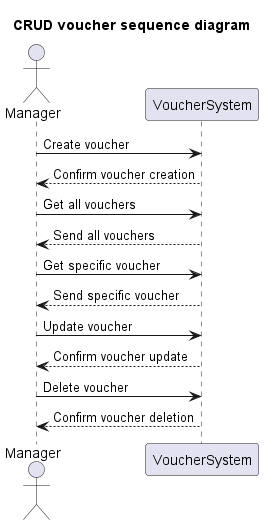 CRUD voucher sequence diagram
Manager
VoucherSystem
Create voucher
Confirm voucher creation
Get all vouchers
Send all vouchers
Get specific voucher
Send specific voucher
Update voucher
Confirm voucher update
Delete voucher
Confirm voucher deletion
Manager
VoucherSystem